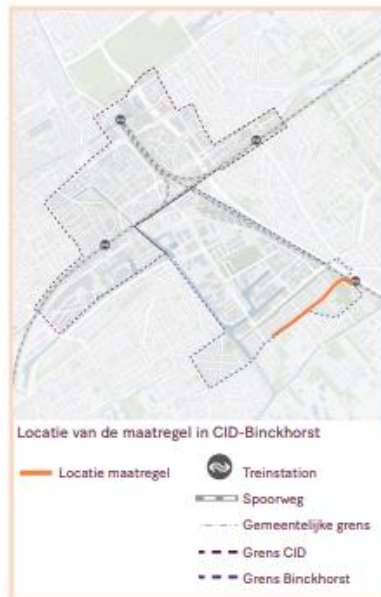 Locatie van de maatregel in CID-Binckhorst
Locatie maatregel
Treinstation
Spoorweg
Gemeentelijke grens
Grens CID
Grens Binckhorst